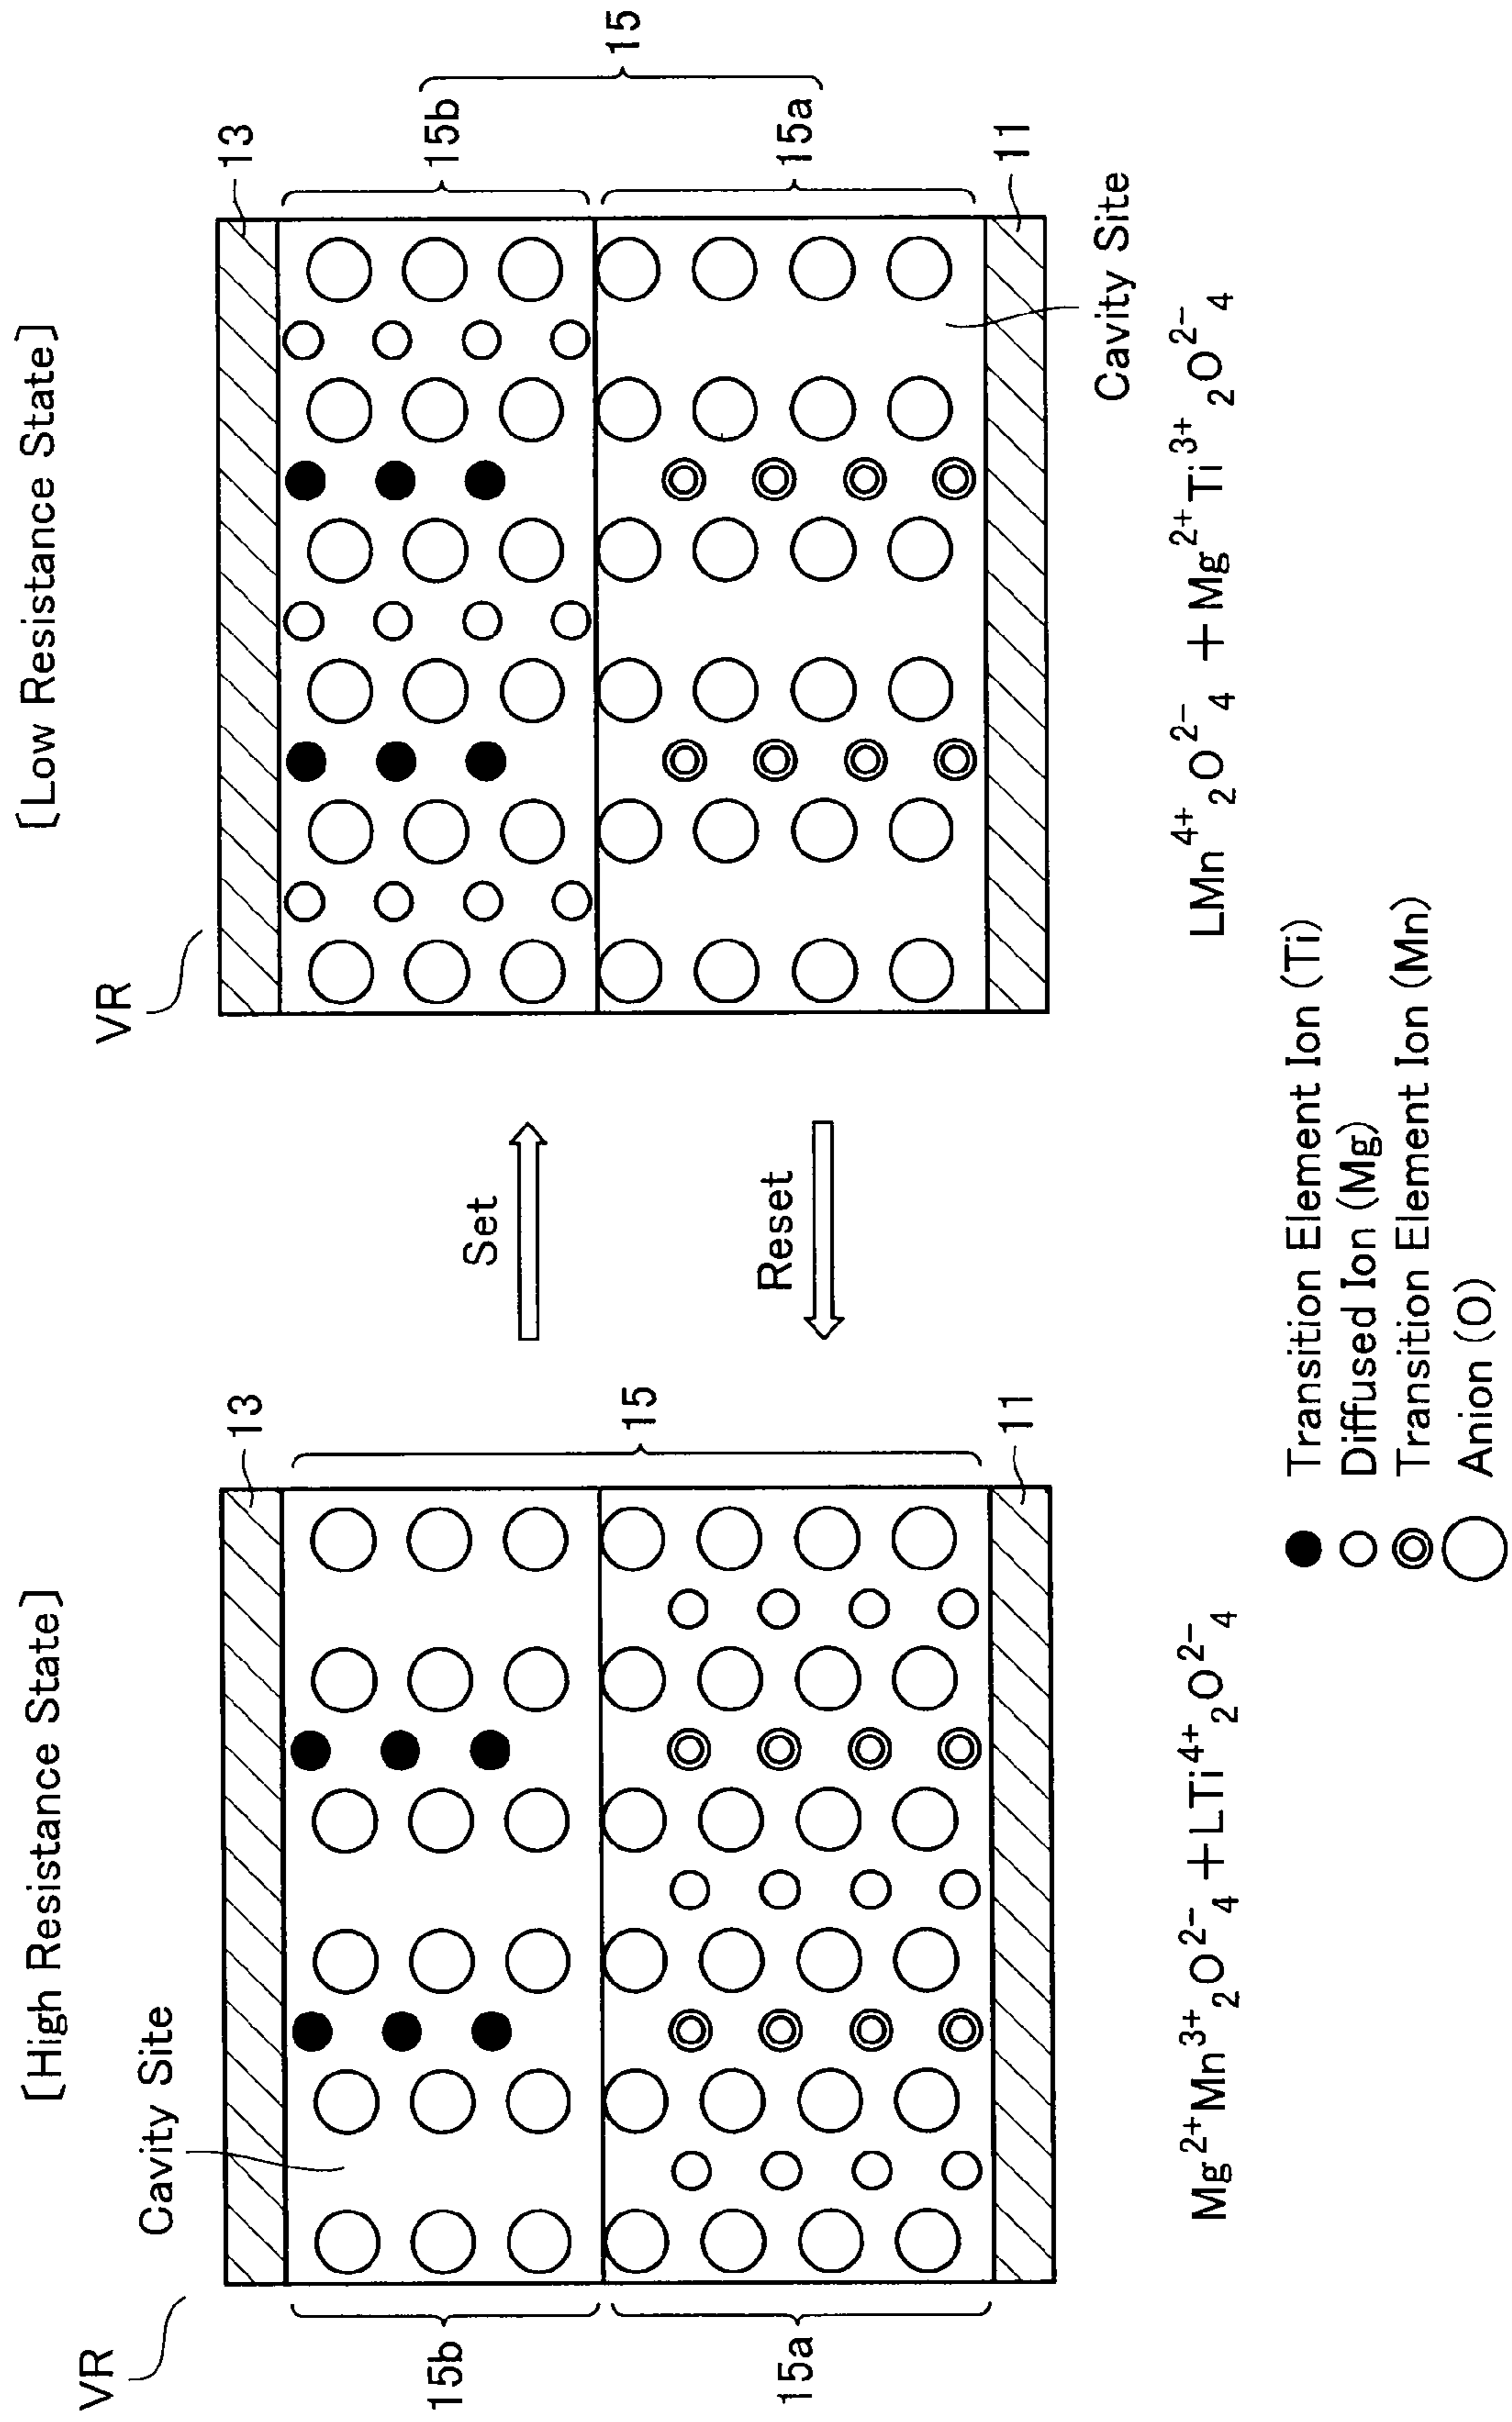 [High Resistance State]
VR
Cavity Site
13
15b
15
15a
11
Mg²⁺Mn³⁺₂O²⁻₄+LTi⁴⁺₂O²⁻₄
Set
Reset
[Low Resistance State]
VR
13
15b
15
15a
11
Cavity Site
LMn⁴⁺₂O²⁻₄+Mg²⁺Ti³⁺₂O²⁻₄
Transition Element Ion (Ti)
Diffused Ion (Mg)
Transition Element Ion (Mn)
Anion (O)